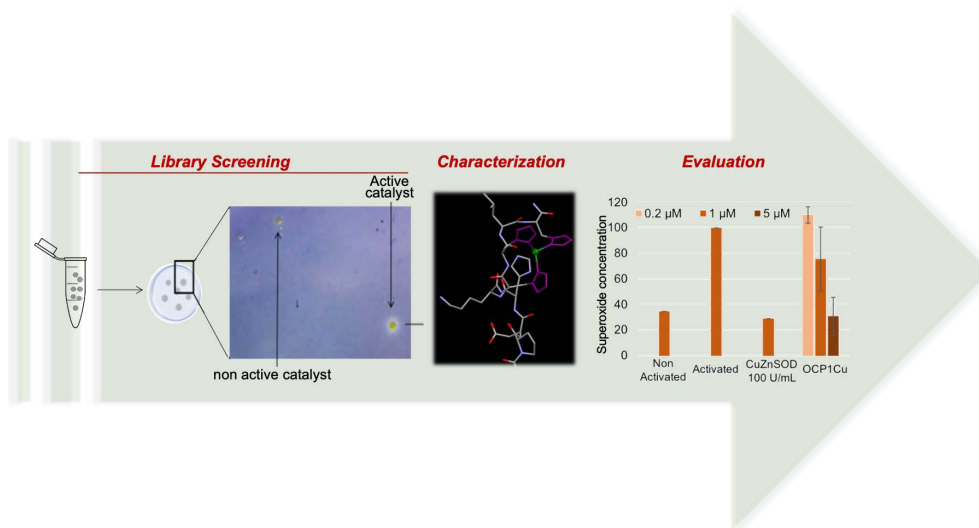 Library Screening
Characterization
Evaluation
Active
catalyst
non active catalyst
0.2 µM
1 µM
5 µM
Superoxide concentration
120
100
80
60
40
20
0
Non
Activated
Activated
CuZnSOD
100 U/mL
OCP1Cu